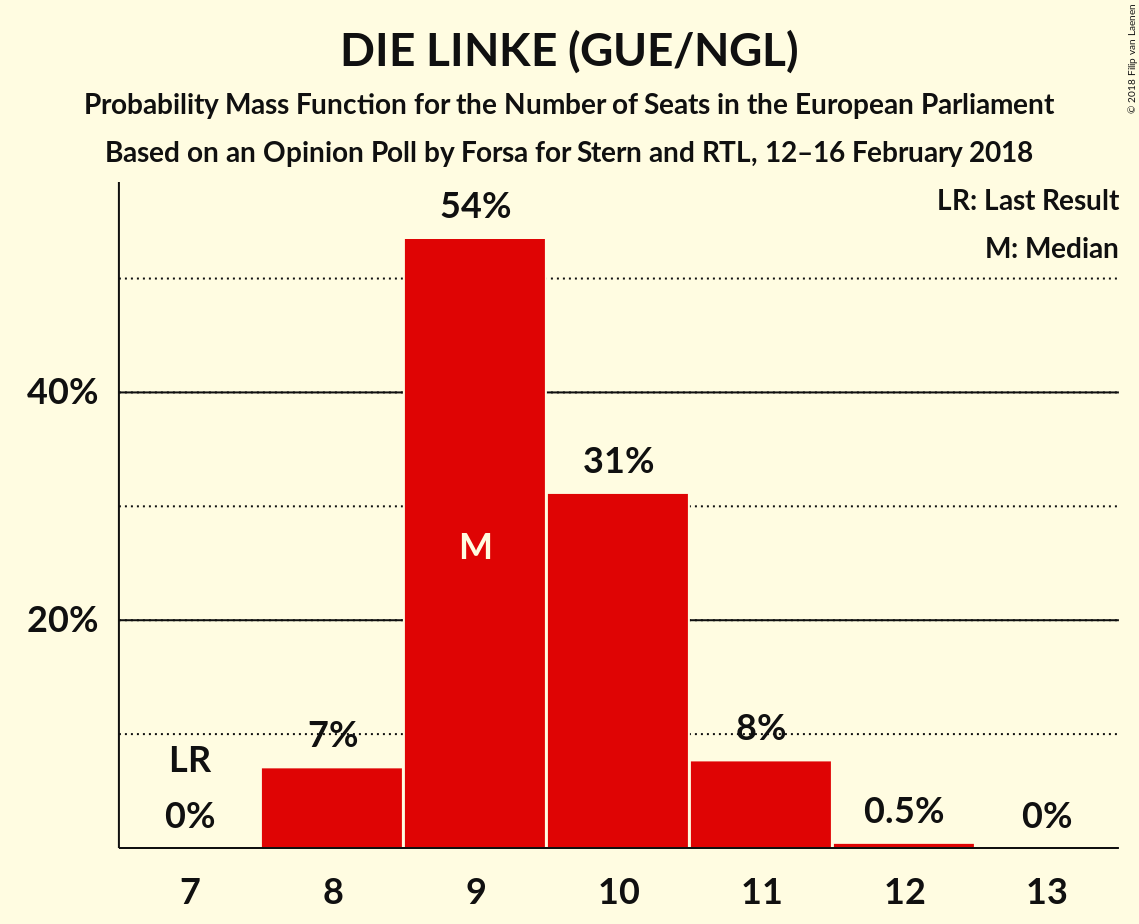 DIE LINKE (GUE/NGL)
Probability Mass Function for the Number of Seats in the European Parliament
Based on an Opinion Poll by Forsa for Stern and RTL, 12–16 February 2018
© 2018 Filip van Laenen
LR: Last Result
M: Median
54%
40%
31%
M
20%
7%
8%
LR
0%
0.5%
0%
7 8 9 10 11 12 13